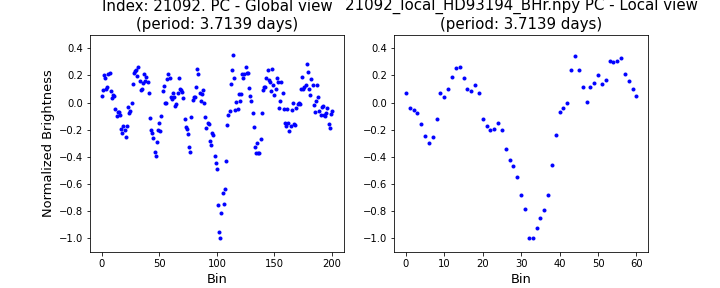 Index: 21092. PC - Global view
(period: 3.7139 days)
21092_local_HD93194_BHr.npy PC - Local view
(period: 3.7139 days)
Normalized Brightness
0.4
0.2
0.0
−0.2
−0.4
−0.6
−0.8
−1.0
0 50 100 150 200
Bin
0.4
0.2
0.0
−0.2
−0.4
−0.6
−0.8
−1.0
0 10 20 30 40 50 60
Bin